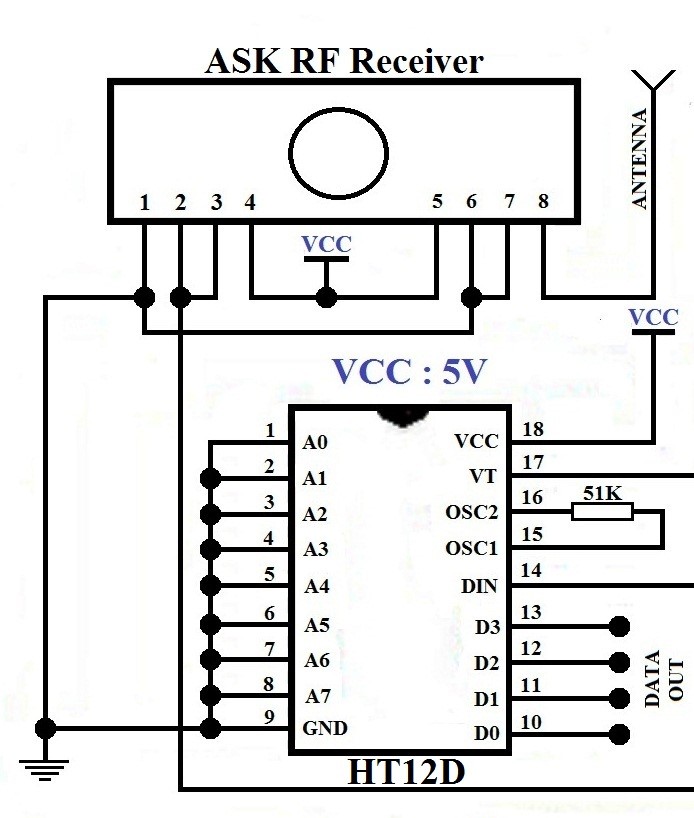 ASK RF Receiver
1 2 3 4 5 6 7 8
ANTENNA
VCC
VCC
VCC : 5V
1 A0 VCC 18
2 A1 VT 17
3 A2 OSC2 16 51K
4 A3 OSC1 15
5 A4 DIN 14
6 A5 D3 13
7 A6 D2 12
8 A7 D1 11
9 GND D0 10
DATA
OUT
HT12D